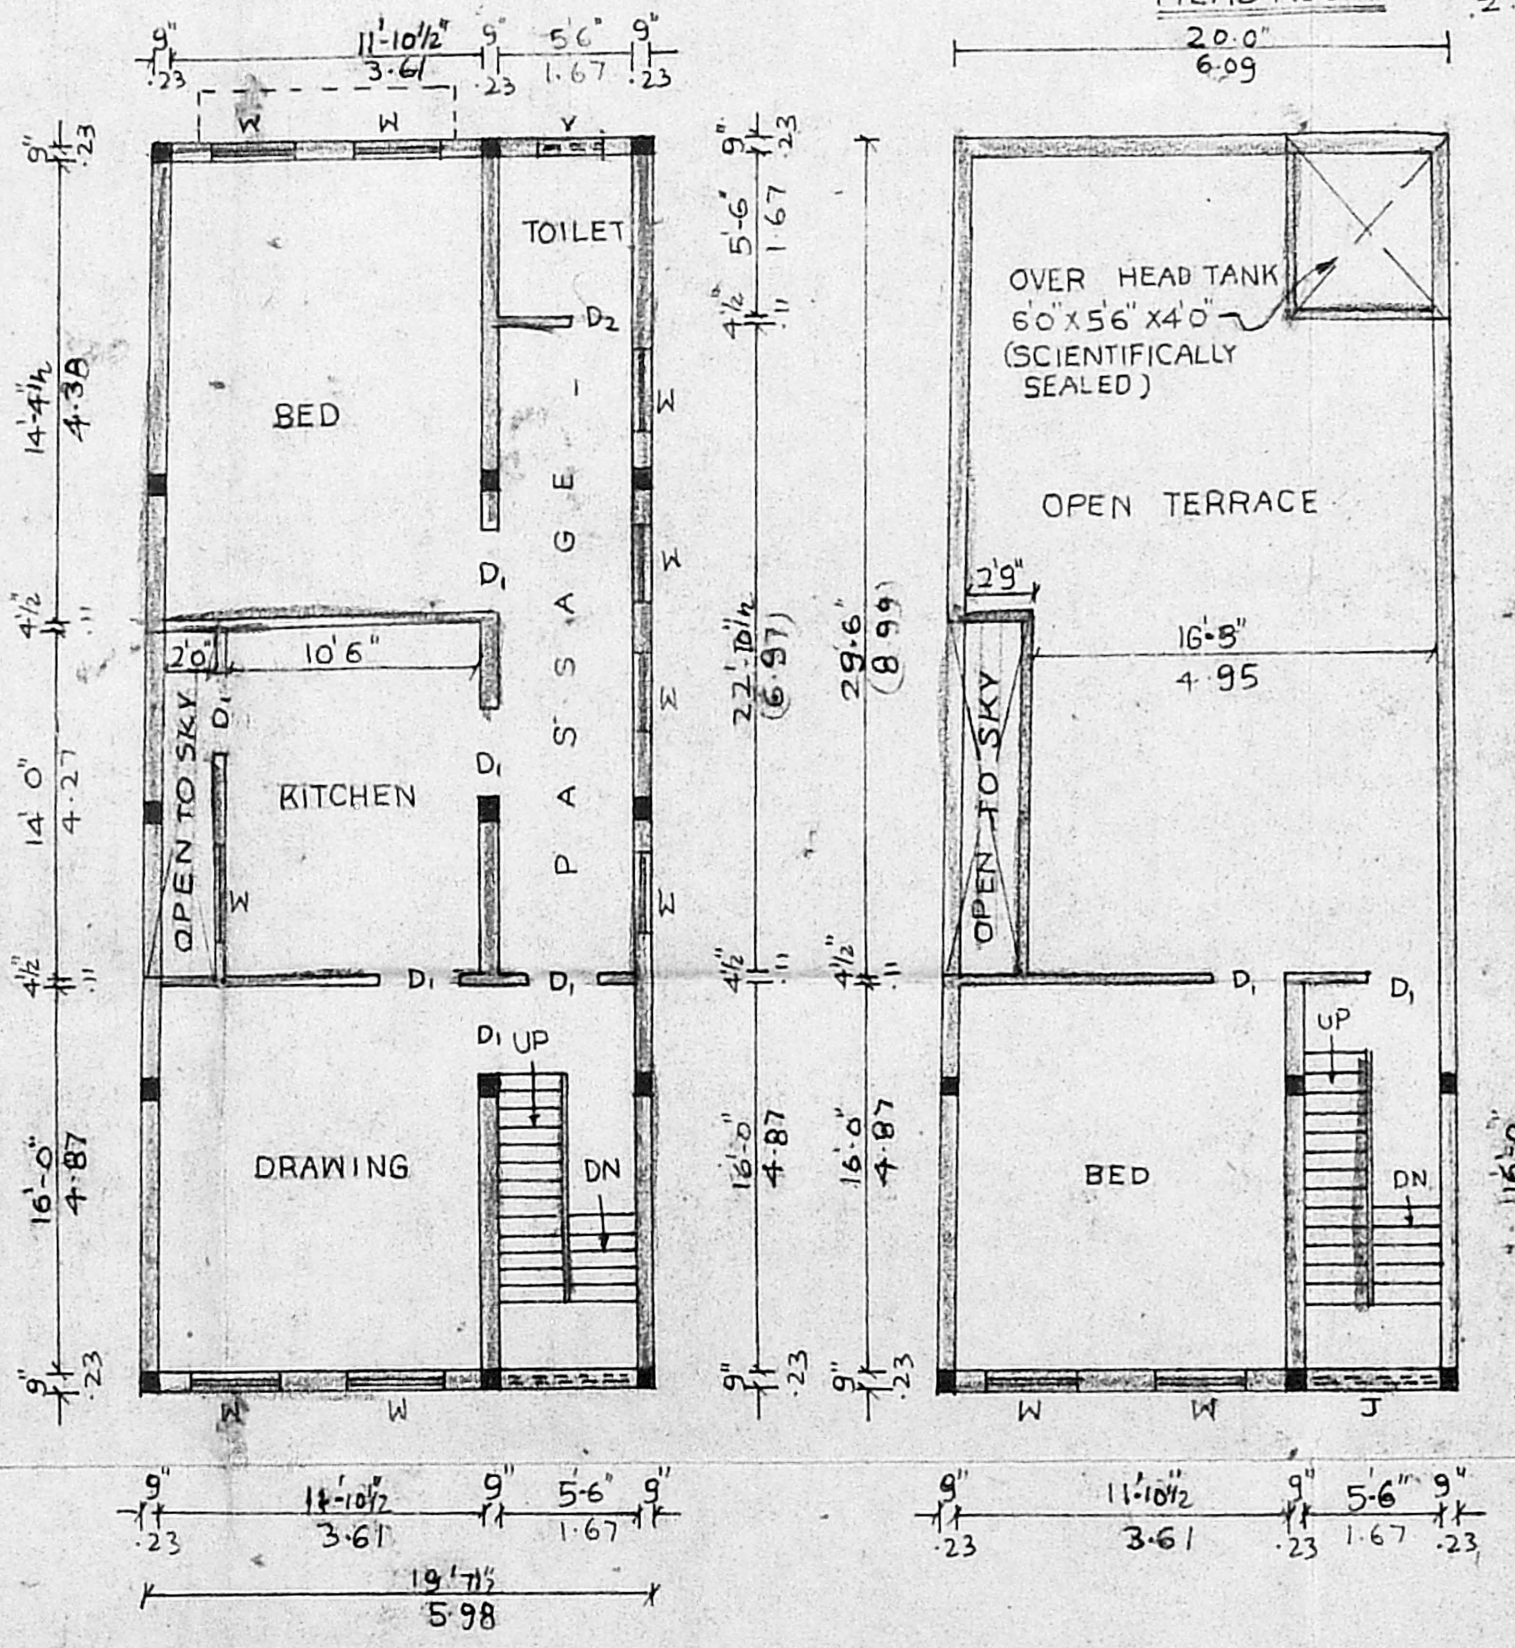 20.0"
6.09
9" 11'-10½" 9" 5'6" 9"
.23 3.61 .23 1.67 .23
W W V
9"
.23
TOILET
D2
BED
14'-4½
4.38
D1
4½"
.11
2'0" 10'6"
OPEN TO SKY
D1
W
KITCHEN
D1
14' 0"
4.27
PASSAGE
W
W
W
W
4½"
.11
D1 D1
D1 UP
DN
DRAWING
16'-0"
4.87
9"
.23
W W
9" 11'-10½ 9" 5'-6" 9"
.23 3.61 1.67
19'7½"
5.98
9"
.23
5'-6"
1.67
4½
.11
22'-10½
(6.97)
4½"
.11
16'-0"
4.87
9"
.23
29'.6"
(8.99)
4½"
.11
16'-0"
4.87
9"
.23
OVER HEAD TANK
6'0" X 5'6" X 4'0"
(SCIENTIFICALLY
SEALED)
OPEN TERRACE
2'9"
16'-3"
4.95
OPEN TO SKY
D1 D1
UP
DN
BED
W W J
9" 11'-10½ 9" 5'-6" 9"
.23 3.61 .23 1.67 .23
16'-0"